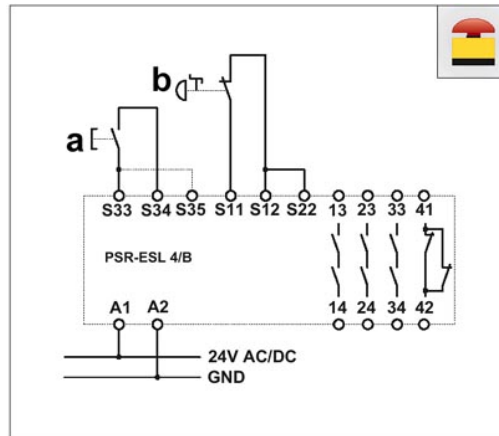 b
a
S33 S34 S35 S11 S12 S22 13 23 33 41
PSR-ESL 4/B
14 24 34 42
A1 A2
24V AC/DC
GND